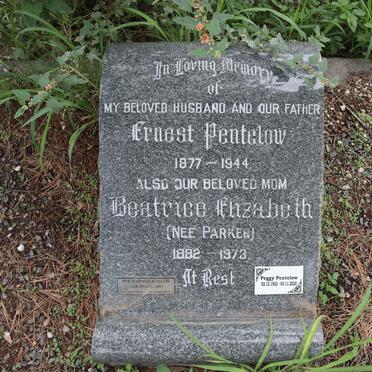 In Loving Memory
of
MY BELOVED HUSBAND AND OUR FATHER
Ernest Pentelow
1877 - 1944
ALSO OUR BELOVED MOM
Beatrice Elizabeth
(NEE PARKER)
1882 - 1973
At Rest
Peggy Pentelow